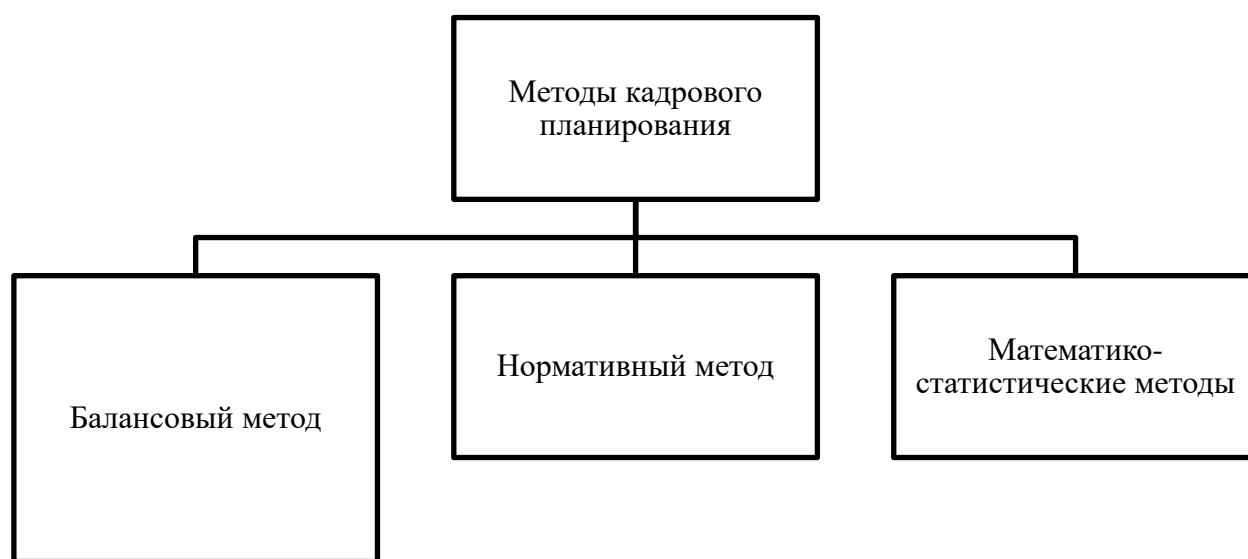 Методы кадрового
планирования
Балансовый метод
Нормативный метод
Математико-
статистические методы